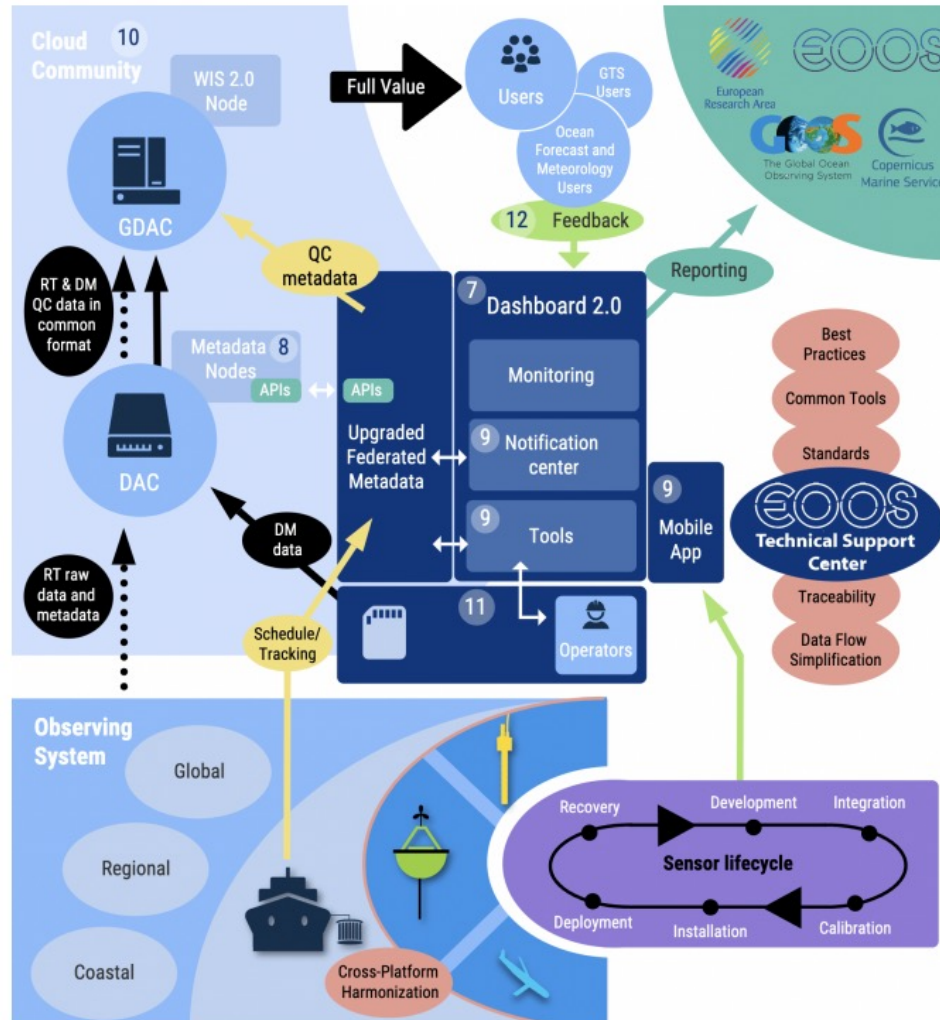 Cloud
Community
10
WIS 2.0
Node
GDAC
Full Value
Users
GTS
Users
Ocean
Forecast and
Meteorology
Users
12 Feedback
European
Research Area
EOOS
GOOS
The Global Ocean
Observing System
Copernicus
Marine Service
QC
metadata
RT & DM
QC data in
common
format
Metadata 8
Nodes
APIs
APIs
DAC
Upgraded
Federated
Metadata
7
Dashboard 2.0
Monitoring
9 Notification
center
9
Tools
9
Mobile
App
Reporting
Best
Practices
Common Tools
Standards
EOOS
Technical Support
Center
Traceability
Data Flow
Simplification
DM
data
RT raw
data and
metadata
Schedule/
Tracking
11
Operators
Observing
System
Global
Regional
Coastal
Cross-Platform
Harmonization
Recovery
Development
Integration
Sensor lifecycle
Deployment
Installation
Calibration